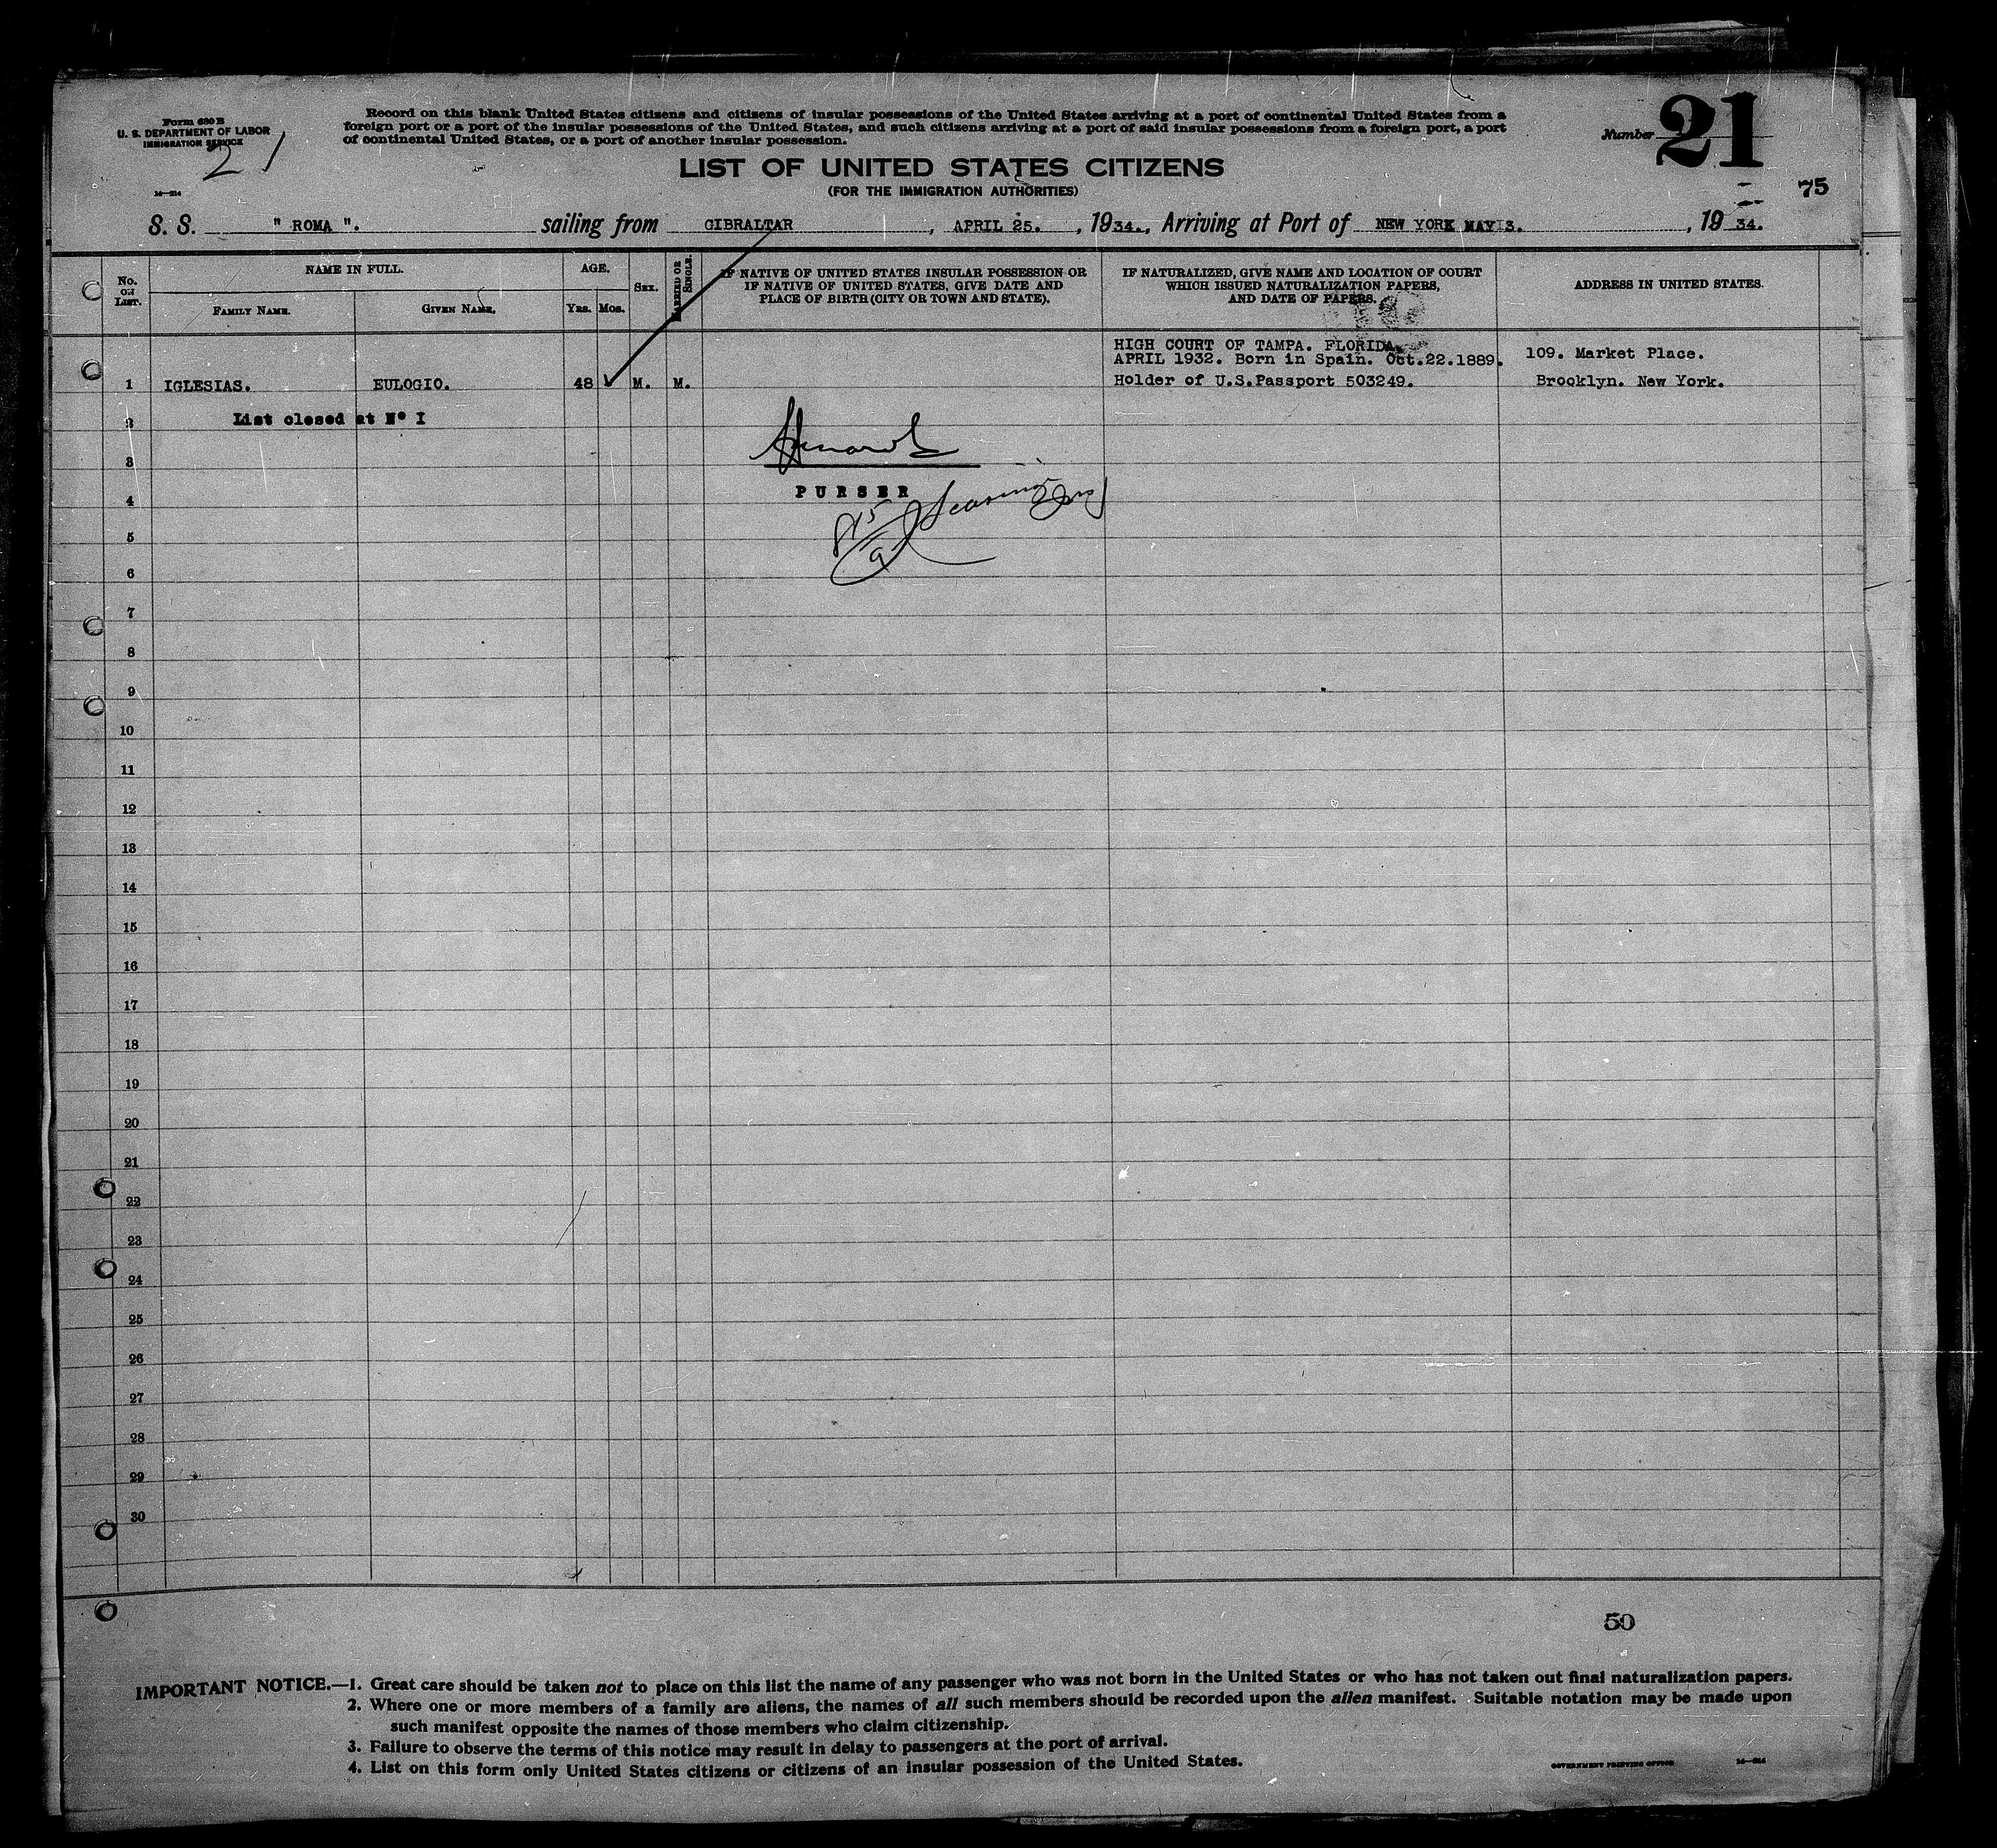 Form 630 B
U. S. DEPARTMENT OF LABOR
IMMIGRATION SERVICE
21
14—214
Record on this blank United States citizens and citizens of insular possessions of the United States arriving at a port of continental United States from a
foreign port or a port of the insular possessions of the United States, and such citizens arriving at a port of said insular possessions from a foreign port, a port
of continental United States, or a port of another insular possession.
Number 21
75
LIST OF UNITED STATES CITIZENS
(FOR THE IMMIGRATION AUTHORITIES)
S. S. " ROMA ". sailing from GIBRALTAR, APRIL 25., 1934., Arriving at Port of NEW YORK MAY 3., 1934.
No. ON LIST.
NAME IN FULL.
FAMILY NAME.
GIVEN NAME.
AGE.
YRS. MOS.
SEX.
MARRIED OR SINGLE.
IF NATIVE OF UNITED STATES INSULAR POSSESSION OR
IF NATIVE OF UNITED STATES, GIVE DATE AND
PLACE OF BIRTH (CITY OR TOWN AND STATE).
IF NATURALIZED, GIVE NAME AND LOCATION OF COURT
WHICH ISSUED NATURALIZATION PAPERS,
AND DATE OF PAPERS.
ADDRESS IN UNITED STATES.
HIGH COURT OF TAMPA. FLORIDA.
APRIL 1932. Born in Spain. Oct.22.1889. 109. Market Place.
1 IGLESIAS. EULOGIO. 48 M. M. Holder of U.S.Passport 503249. Brooklyn. New York.
2 List closed at Nº I
3
4 PURSER
5
6
7
8
9
10
11
12
13
14
15
16
17
18
19
20
21
22
23
24
25
26
27
28
29
30
50
IMPORTANT NOTICE.—1. Great care should be taken not to place on this list the name of any passenger who was not born in the United States or who has not taken out final naturalization papers.
2. Where one or more members of a family are aliens, the names of all such members should be recorded upon the alien manifest. Suitable notation may be made upon
such manifest opposite the names of those members who claim citizenship.
3. Failure to observe the terms of this notice may result in delay to passengers at the port of arrival.
4. List on this form only United States citizens or citizens of an insular possession of the United States.
GOVERNMENT PRINTING OFFICE 14—214